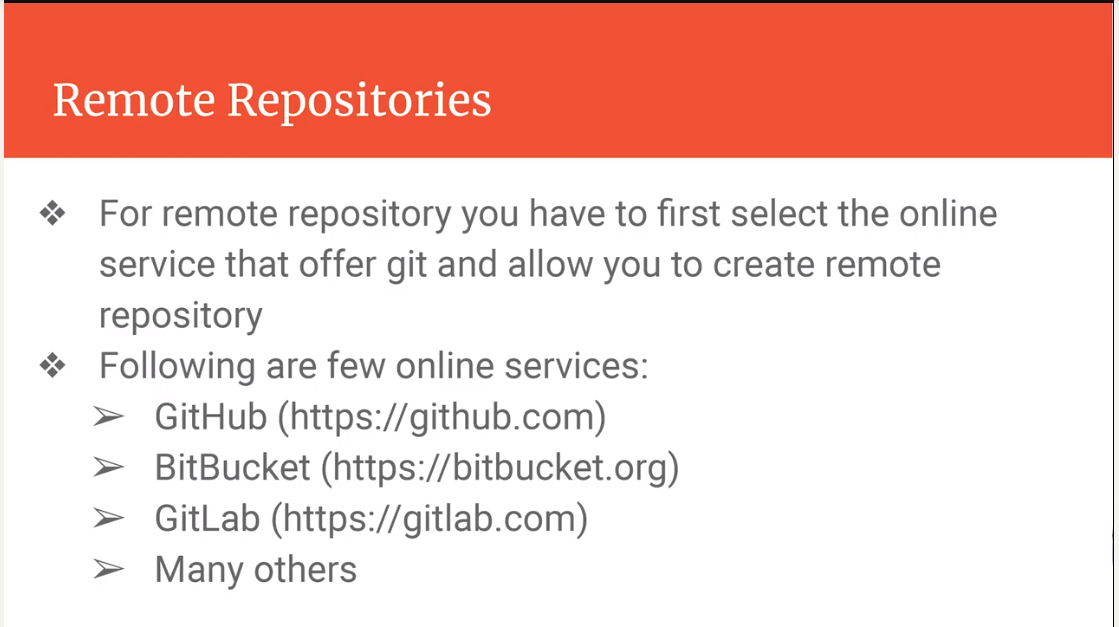 Remote Repositories
❖ For remote repository you have to first select the online
service that offer git and allow you to create remote
repository
❖ Following are few online services:
➢ GitHub (https://github.com)
➢ BitBucket (https://bitbucket.org)
➢ GitLab (https://gitlab.com)
➢ Many others